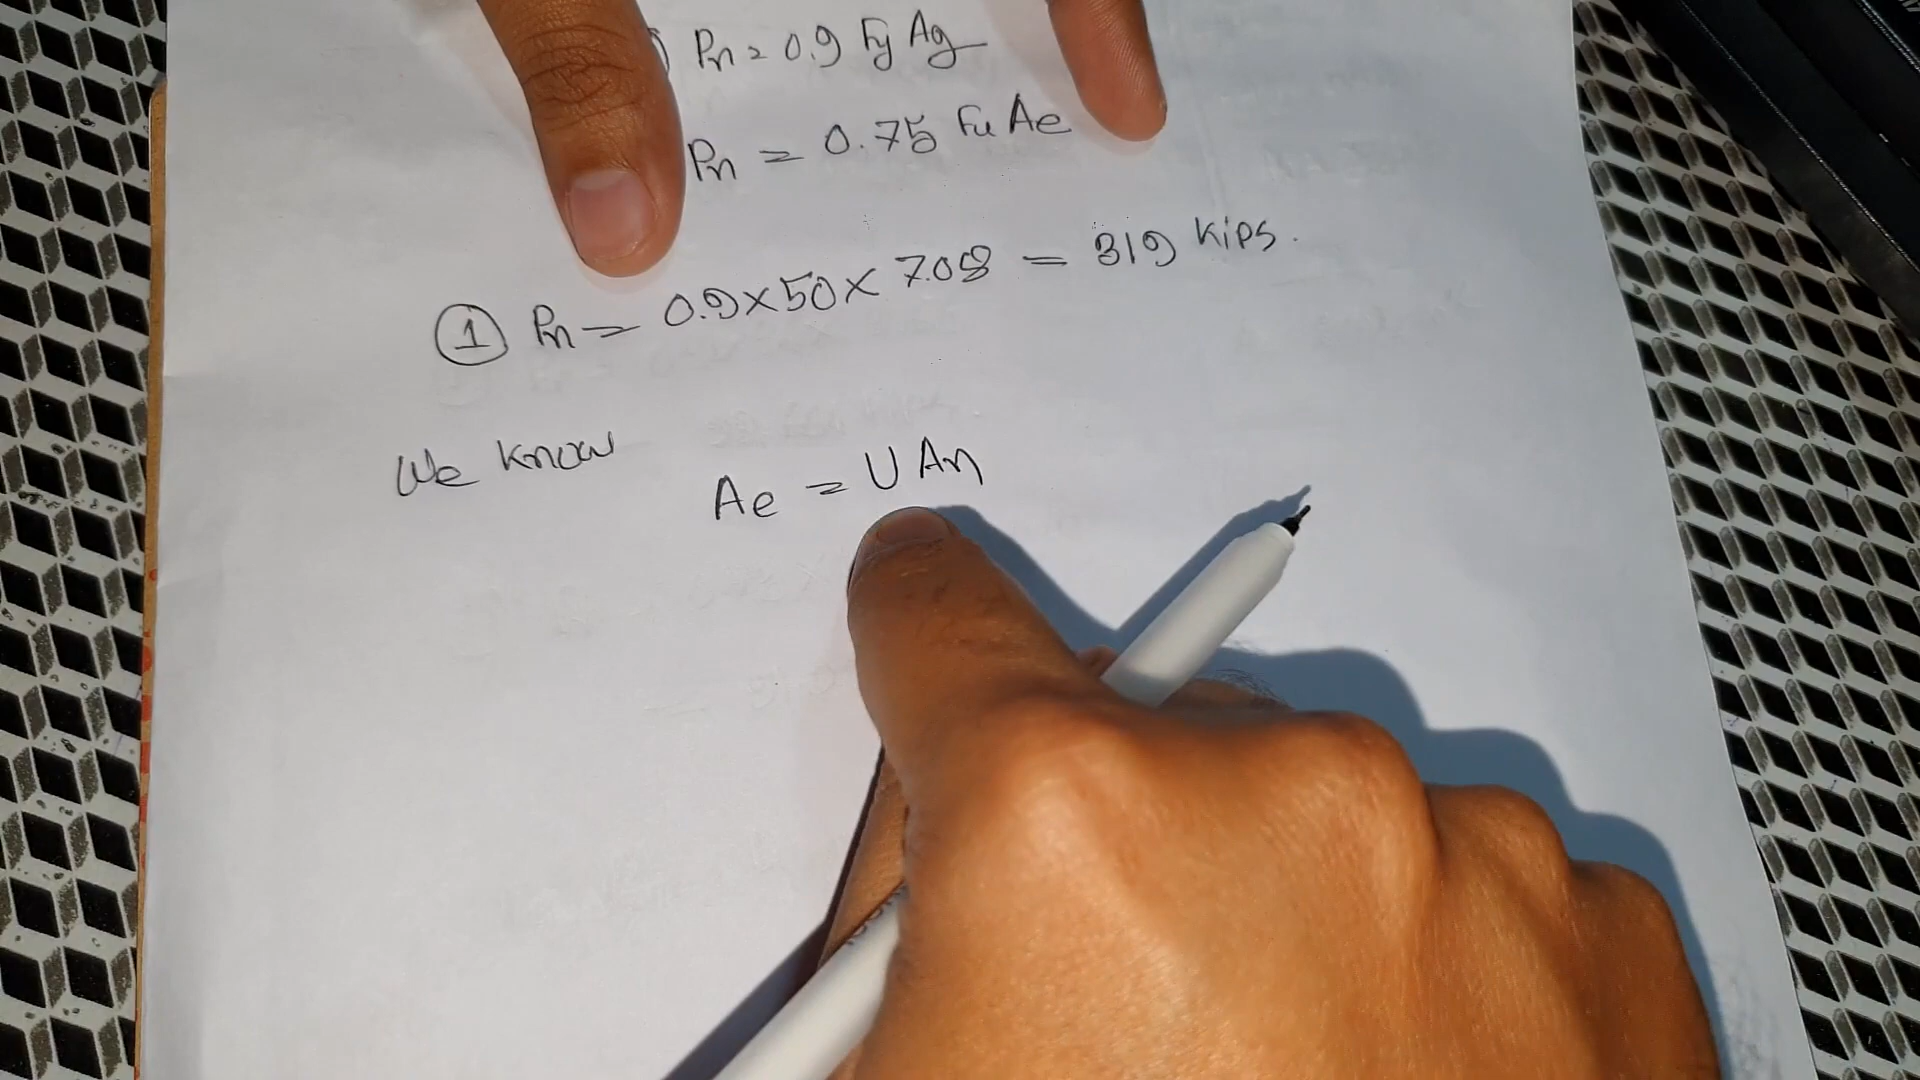 Pn = 0.9 Fy Ag
Pn = 0.75 Fu Ae
① Pn = 0.9×50×7.08 = 319 kips.
We know
Ae = U An